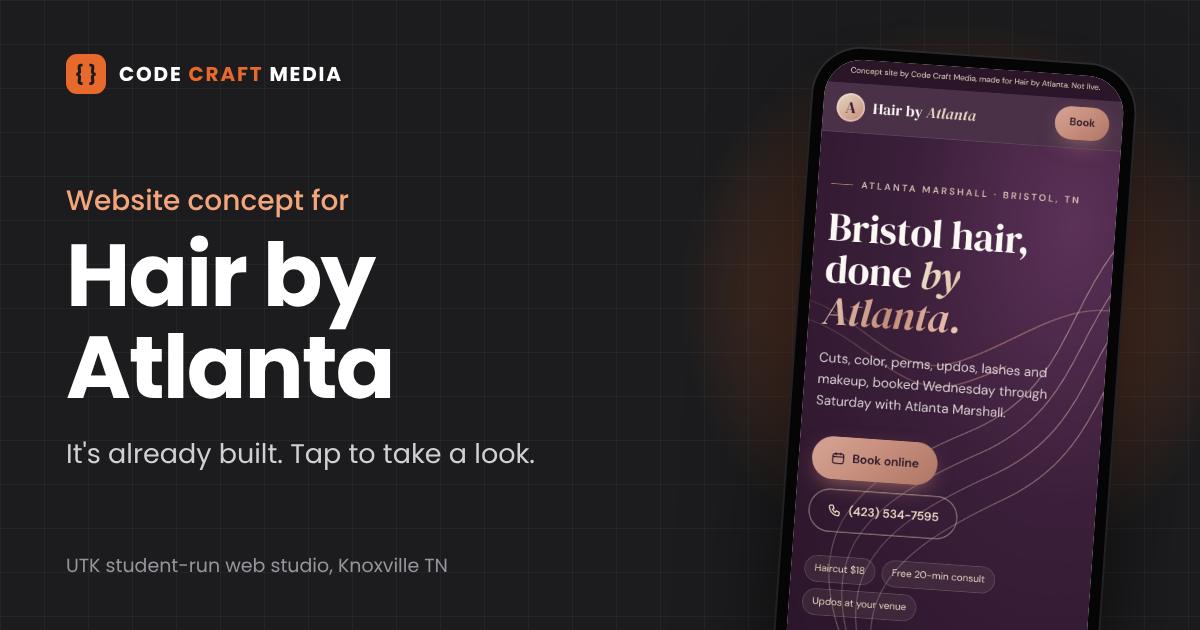 { } CODE CRAFT MEDIA
Website concept for
Hair by
Atlanta
It's already built. Tap to take a look.
UTK student-run web studio, Knoxville TN
Concept site by Code Craft Media, made for Hair by Atlanta. Not live.
A Hair by Atlanta
Book
ATLANTA MARSHALL · BRISTOL, TN
Bristol hair,
done by
Atlanta.
Cuts, color, perms, updos, lashes and
makeup, booked Wednesday through
Saturday with Atlanta Marshall.
Book online
(423) 534-7595
Haircut $18
Free 20-min consult
Updos at your venue